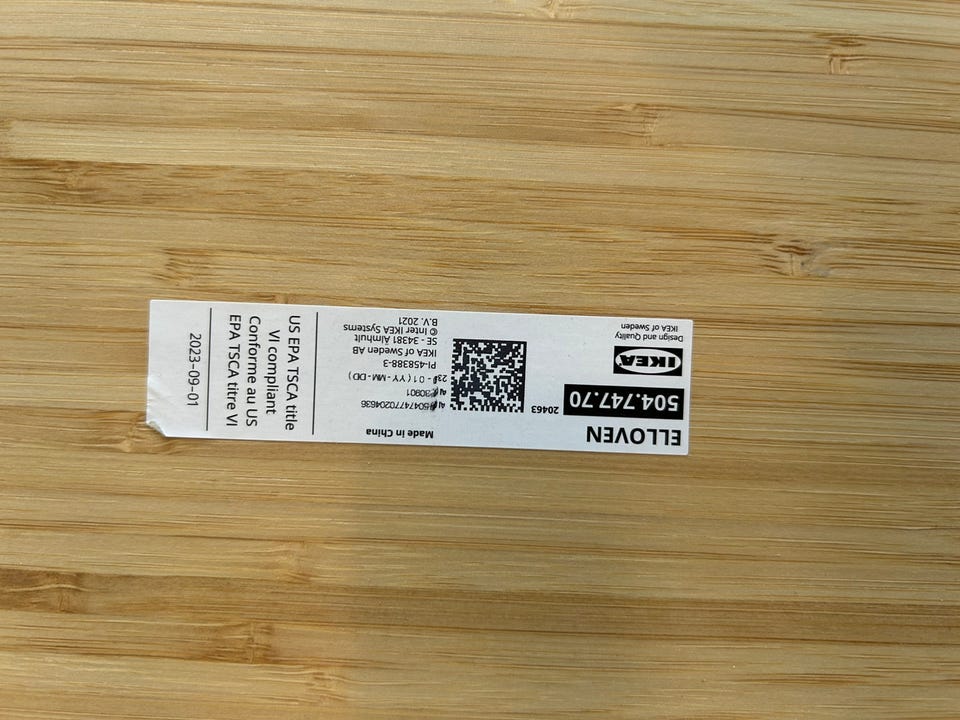 ELLOVEN
504.747.70
20463
IKEA
Design and Quality
IKEA of Sweden
Made in China
5047477020463
- 01 (YY - MM - DD)
PI-458388-3
IKEA of Sweden AB
SE - 34381 Älmhult
© Inter IKEA Systems
B.V. 2021
US EPA TSCA title
VI compliant
Conforme au US
EPA TSCA titre VI
2023-09-01